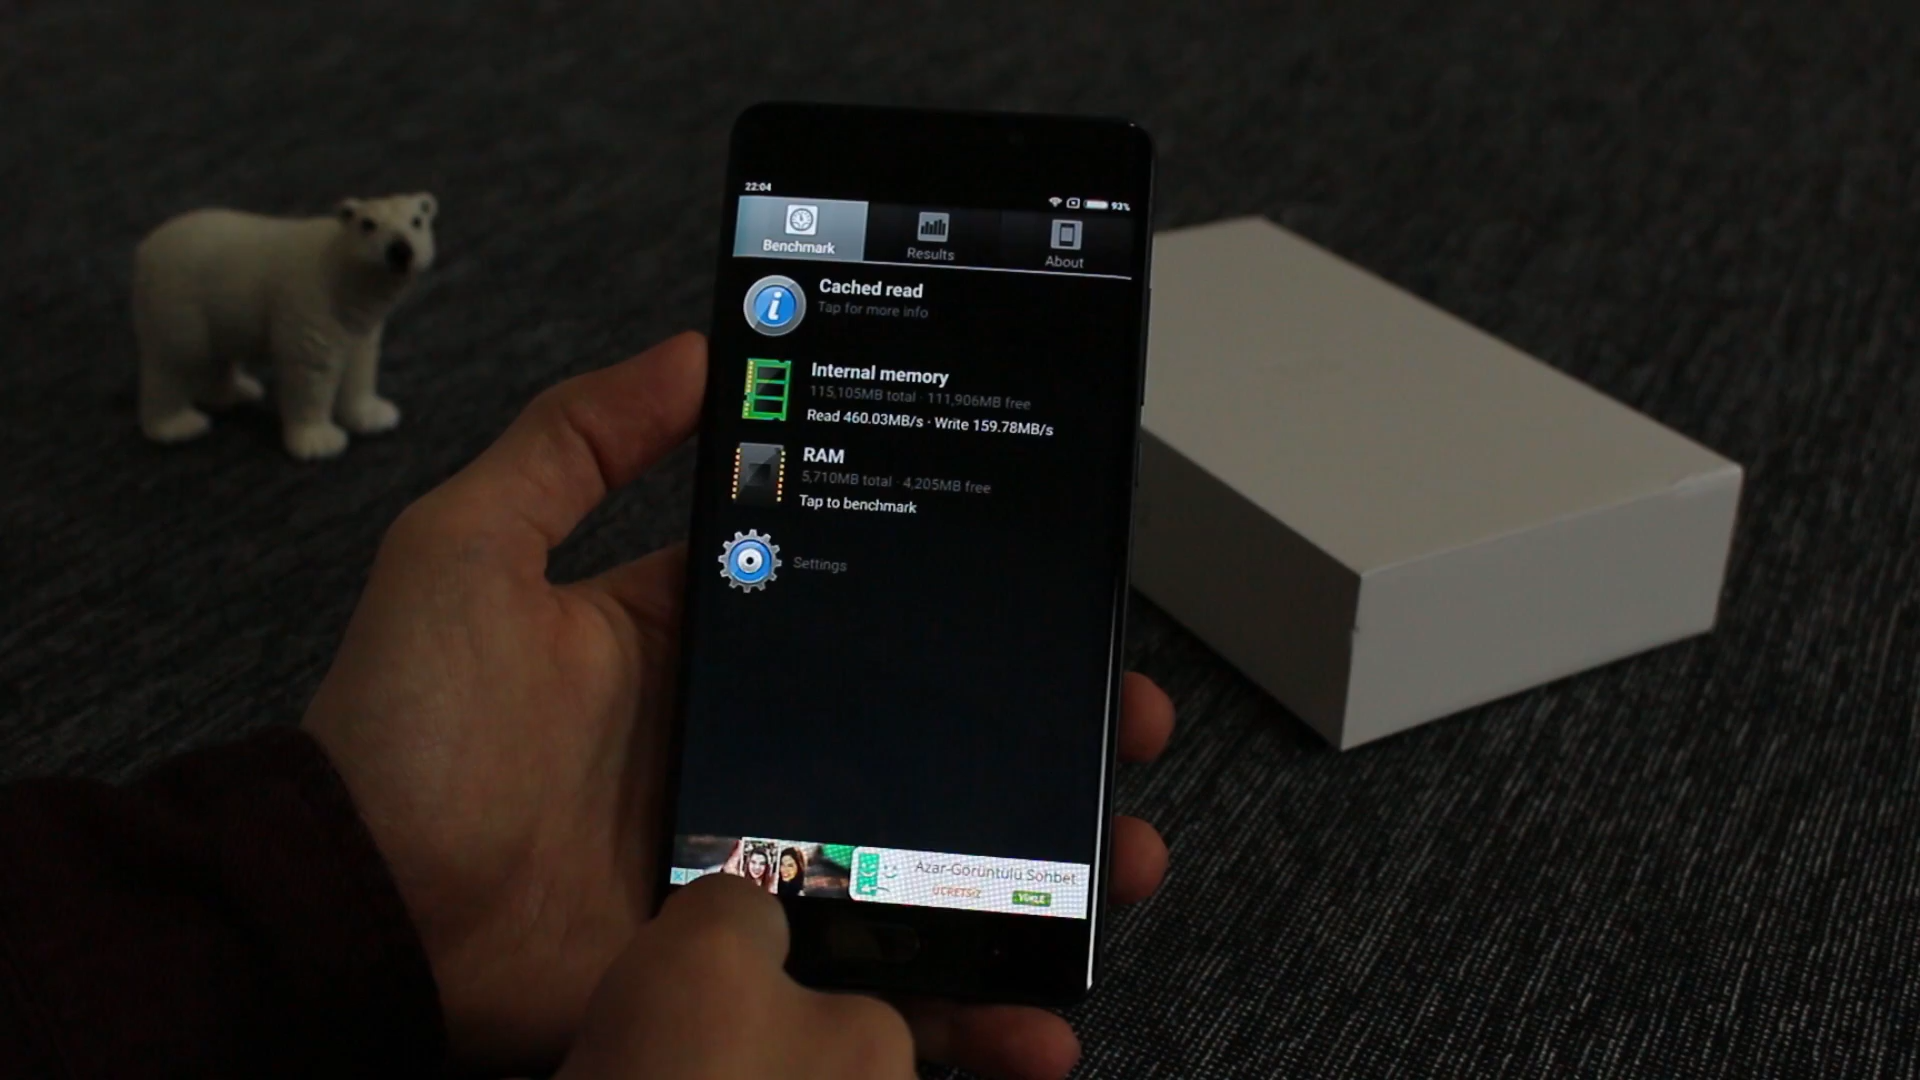 22:04
93%
Benchmark
Results
About
Cached read
Tap for more info
Internal memory
115,105MB total · 111,906MB free
Read 460.03MB/s · Write 159.78MB/s
RAM
5,710MB total · 4,205MB free
Tap to benchmark
Settings
Azar-Görüntülü Sohbet
ÜCRETSİZ
YÜKLE